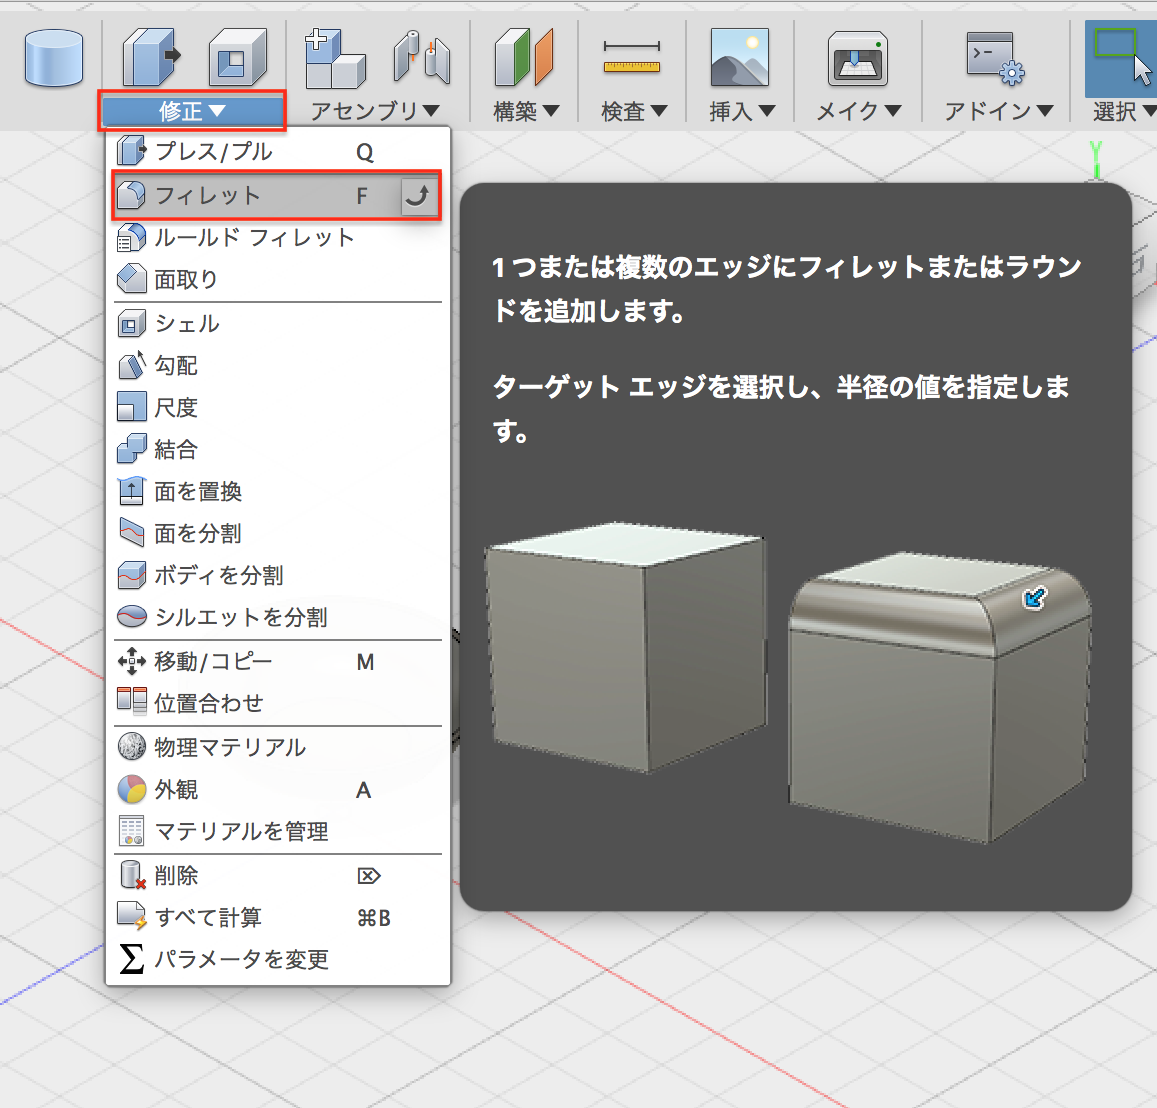 修正▼
アセンブリ▼
構築▼
検査▼
挿入▼
メイク▼
アドイン▼
選択▼
プレス/プル Q
フィレット F
ルールド フィレット
面取り
シェル
勾配
尺度
結合
面を置換
面を分割
ボディを分割
シルエットを分割
移動/コピー M
位置合わせ
物理マテリアル
外観 A
マテリアルを管理
削除 ⌦
すべて計算 ⌘B
パラメータを変更
1 つまたは複数のエッジにフィレットまたはラウン
ドを追加します。
ターゲット エッジを選択し、半径の値を指定しま
す。
Y